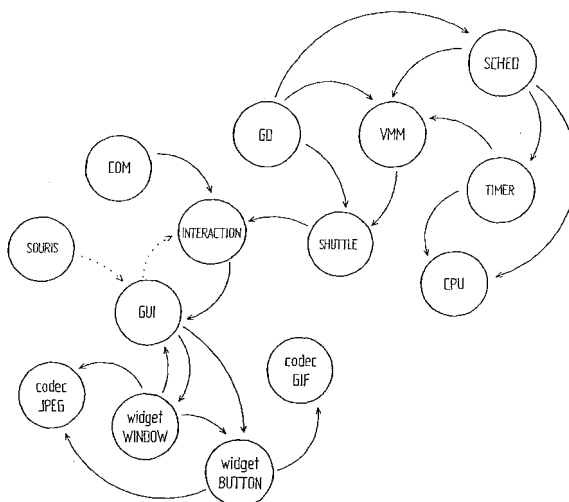 SCHED
GD
VMM
COM
TIMER
INTERACTION
SHUTTLE
SOURIS
CPU
GUI
codec
GIF
codec
JPEG
widget
WINDOW
widget
BUTTON